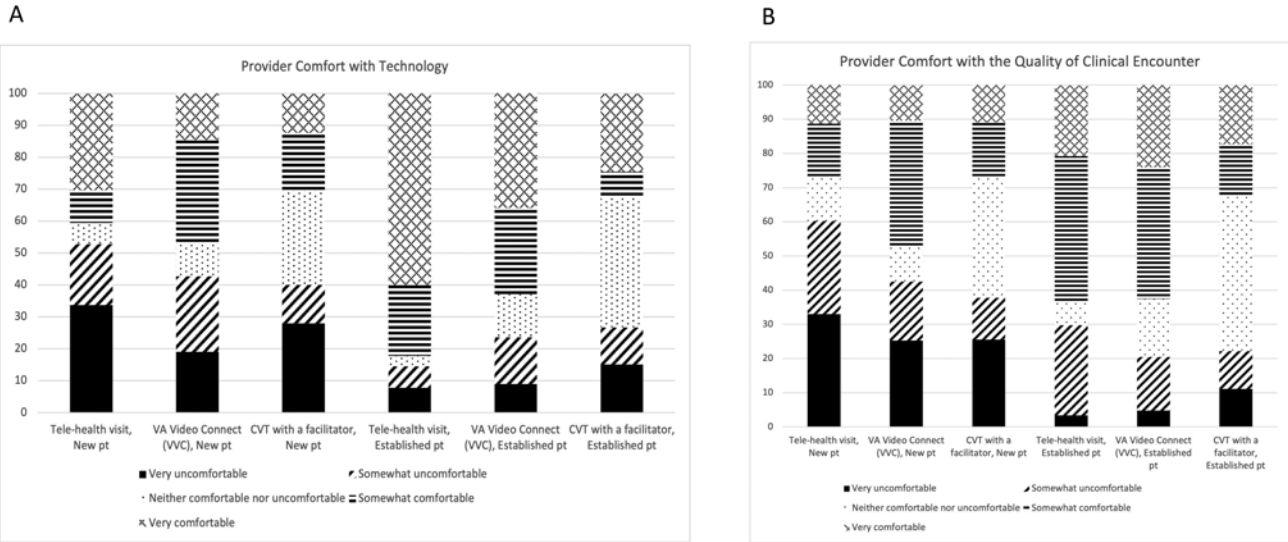 A
Provider Comfort with Technology
100
90
80
70
60
50
40
30
20
10
0
Tele-health visit,
New pt
VA Video Connect
(VVC), New pt
CVT with a facilitator,
New pt
Tele-health visit,
Established pt
VA Video Connect
(VVC), Established pt
CVT with a facilitator,
Established pt
Very uncomfortable
Somewhat uncomfortable
Neither comfortable nor uncomfortable
Somewhat comfortable
Very comfortable
B
Provider Comfort with the Quality of Clinical Encounter
100
90
80
70
60
50
40
30
20
10
0
Tele-health visit,
New pt
VA Video Connect
(VVC), New pt
CVT with a
facilitator, New pt
Tele-health visit,
Established pt
VA Video Connect
(VVC), Established
pt
CVT with a
facilitator,
Established pt
Very uncomfortable
Somewhat uncomfortable
Neither comfortable nor uncomfortable
Somewhat comfortable
Very comfortable